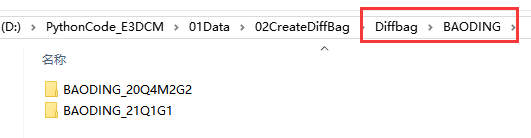 (D:) > PythonCode_E3DCM > 01Data > 02CreateDiffBag > Diffbag > BAODING >
名称
BAODING_20Q4M2G2
BAODING_21Q1G1